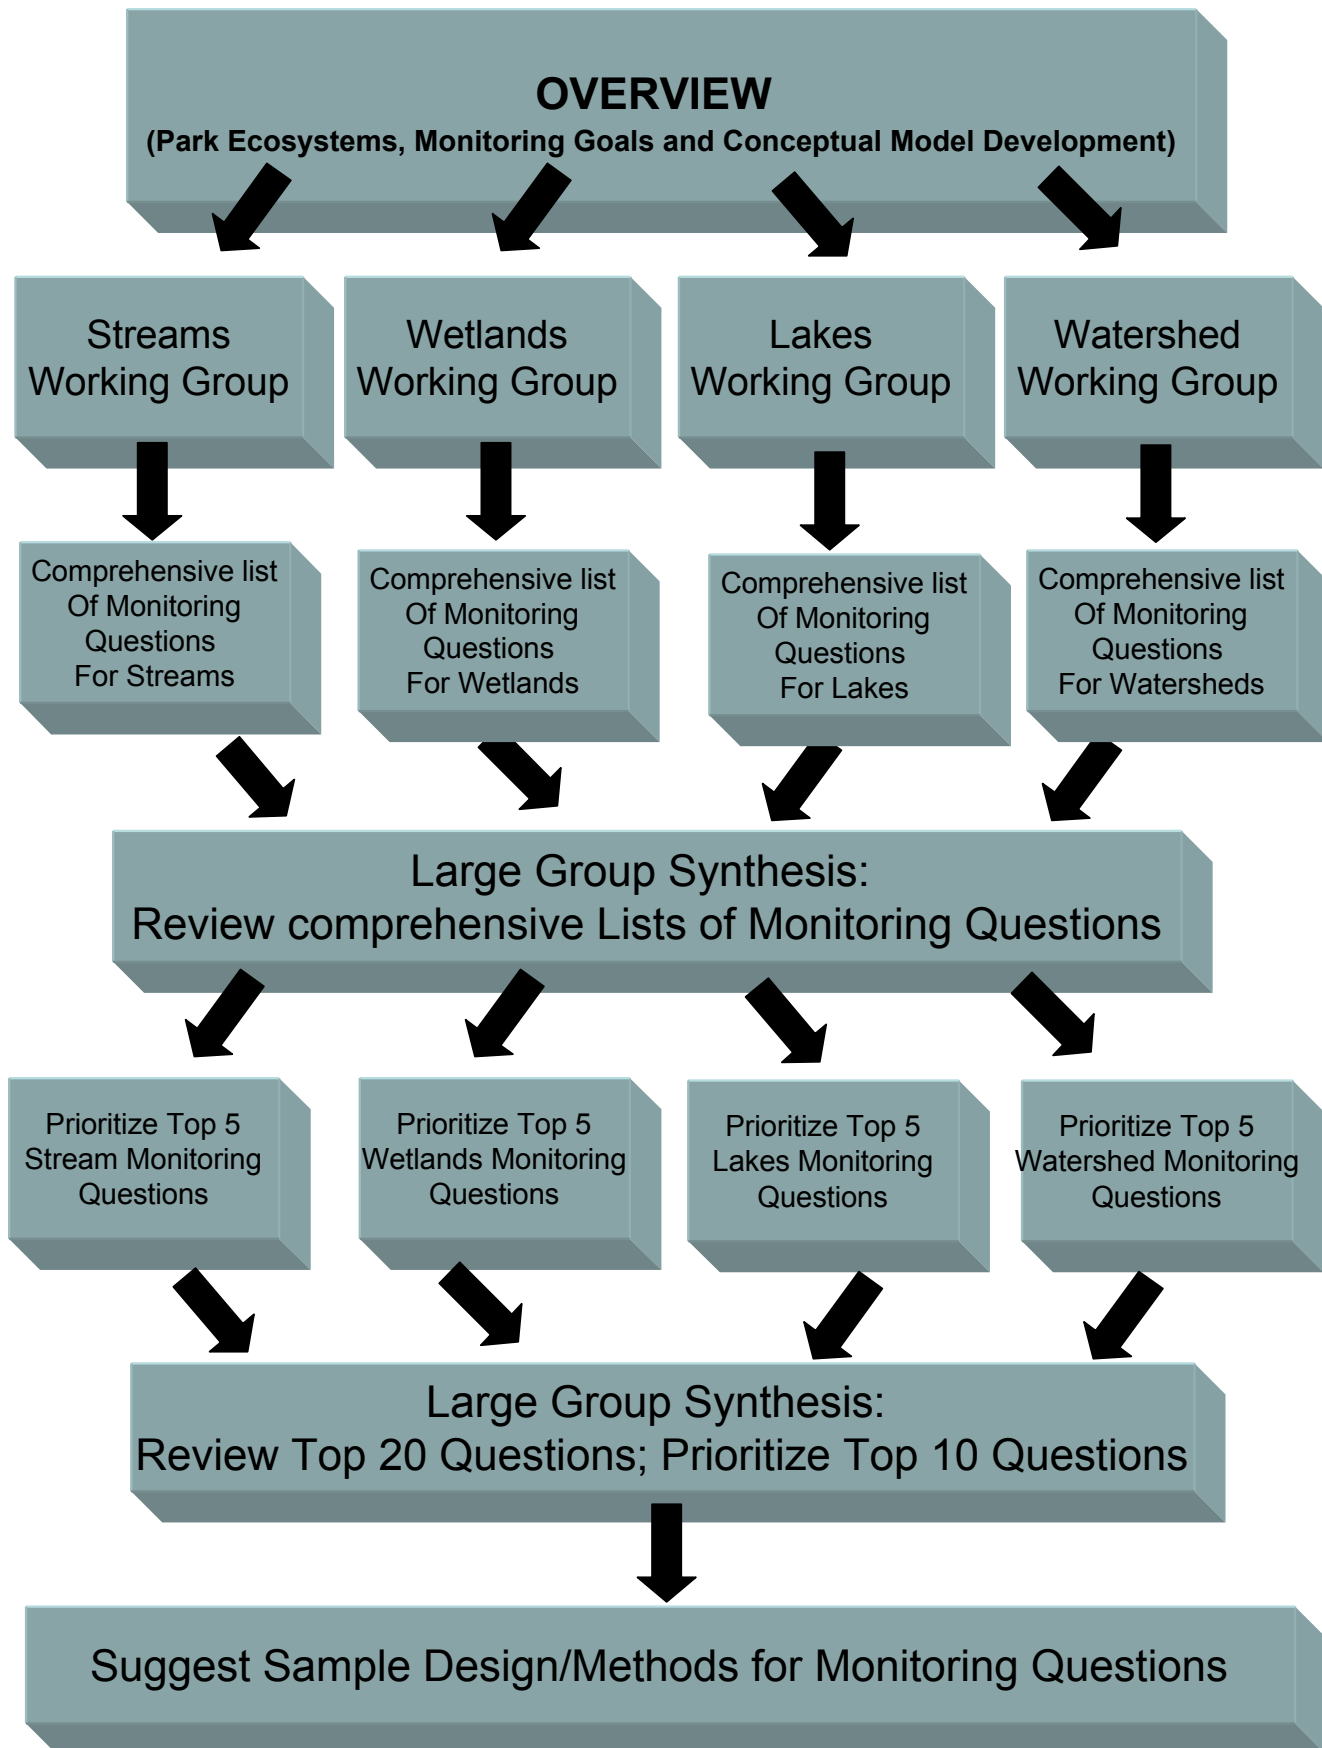 OVERVIEW
(Park Ecosystems, Monitoring Goals and Conceptual Model Development)
Streams
Working Group
Wetlands
Working Group
Lakes
Working Group
Watershed
Working Group
Comprehensive list
Of Monitoring
Questions
For Streams
Comprehensive list
Of Monitoring
Questions
For Wetlands
Comprehensive list
Of Monitoring
Questions
For Lakes
Comprehensive list
Of Monitoring
Questions
For Watersheds
Large Group Synthesis:
Review comprehensive Lists of Monitoring Questions
Prioritize Top 5
Stream Monitoring
Questions
Prioritize Top 5
Wetlands Monitoring
Questions
Prioritize Top 5
Lakes Monitoring
Questions
Prioritize Top 5
Watershed Monitoring
Questions
Large Group Synthesis:
Review Top 20 Questions; Prioritize Top 10 Questions
Suggest Sample Design/Methods for Monitoring Questions